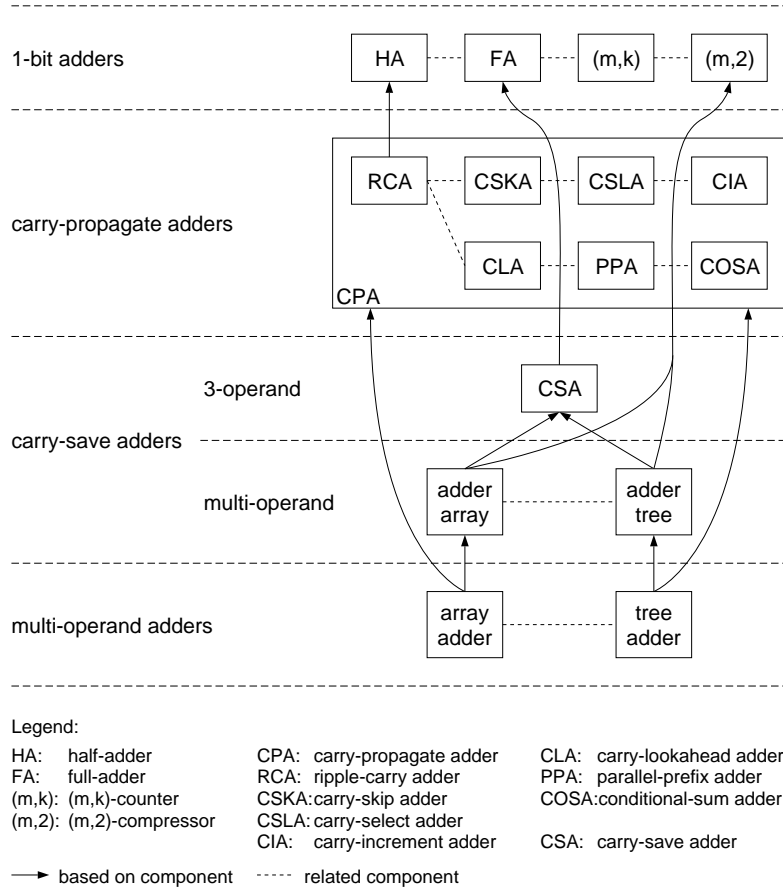 1-bit adders
HA FA (m,k) (m,2)
RCA CSKA CSLA CIA
carry-propagate adders
CLA PPA COSA
CPA
3-operand
CSA
carry-save adders
multi-operand
adder
array
adder
tree
multi-operand adders
array
adder
tree
adder
Legend:
HA: half-adder
FA: full-adder
(m,k): (m,k)-counter
(m,2): (m,2)-compressor
CPA: carry-propagate adder
RCA: ripple-carry adder
CSKA:carry-skip adder
CSLA:carry-select adder
CIA: carry-increment adder
CLA: carry-lookahead adder
PPA: parallel-prefix adder
COSA:conditional-sum adder
CSA: carry-save adder
based on component related component